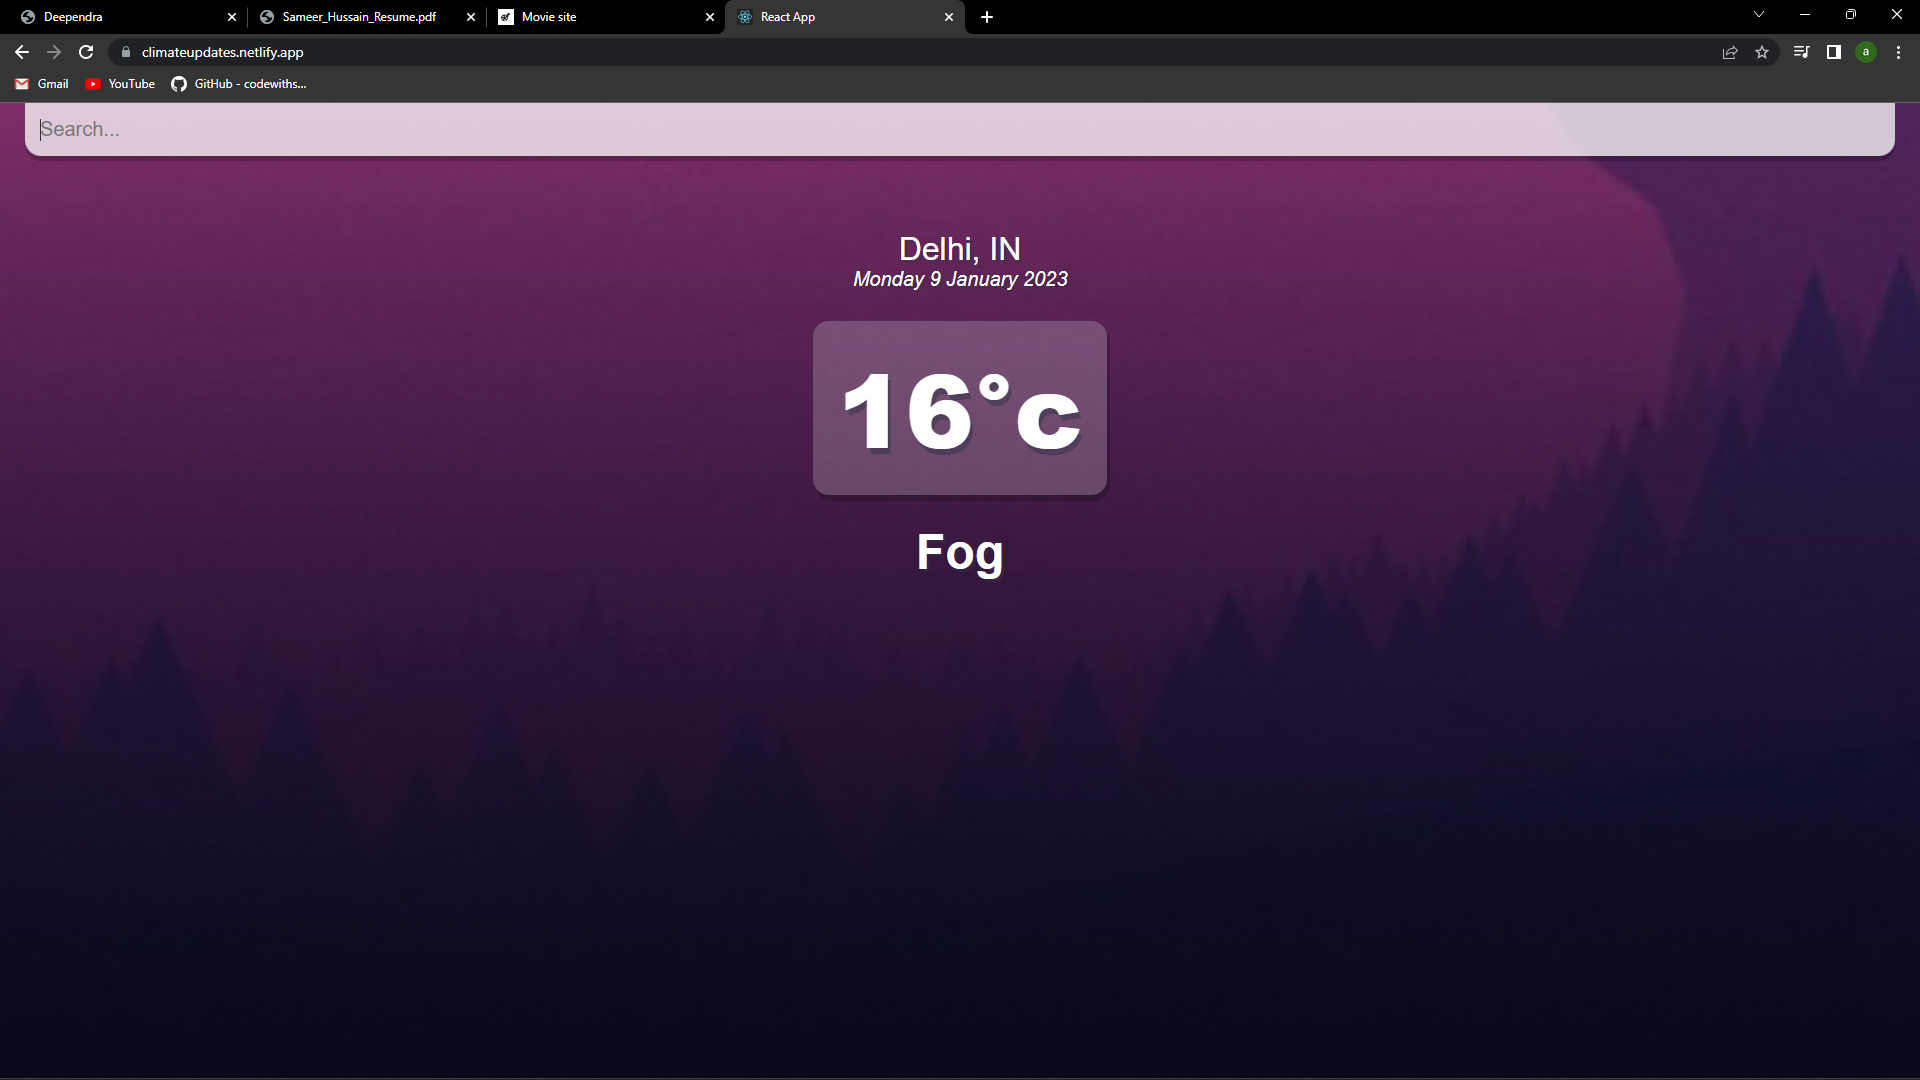 Deependra
Sameer_Hussain_Resume.pdf
Movie site
React App
climateupdates.netlify.app
a
Gmail
YouTube
GitHub - codewiths...
Search...
Delhi, IN
Monday 9 January 2023
16°c
Fog